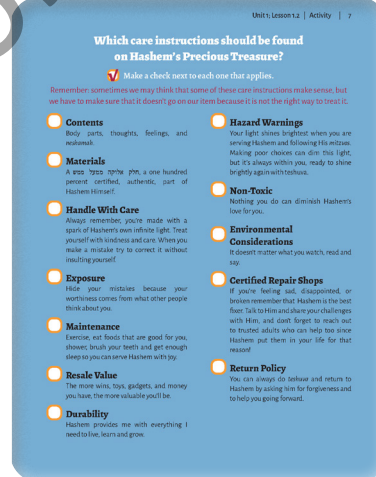 Unit 1; Lesson 1.2 | Activity | 7
Which care instructions should be found
on Hashem's Precious Treasure?
Make a check next to each one that applies.
Remember: sometimes we may think that some of these care instructions make sense, but
we have to make sure that it doesn't go on our item because it is not the right way to treat it.
Contents
Body parts, thoughts, feelings, and
neshamah.
Materials
A חלק אלוקה ממעל ממש, a one hundred
percent certified, authentic, part of
Hashem Himself.
Handle With Care
Always remember, you're made with a
spark of Hashem's own infinite light. Treat
yourself with kindness and care. When you
make a mistake try to correct it without
insulting yourself.
Exposure
Hide your mistakes because your
worthiness comes from what other people
think about you.
Maintenance
Exercise, eat foods that are good for you,
shower, brush your teeth and get enough
sleep so you can serve Hashem with joy.
Resale Value
The more wins, toys, gadgets, and money
you have, the more valuable you'll be.
Durability
Hashem provides me with everything I
need to live, learn and grow.
Hazard Warnings
Your light shines brightest when you are
serving Hashem and following His mitzvos.
Making poor choices can dim this light,
but it's always within you, ready to shine
brightly again with teshuva.
Non-Toxic
Nothing you do can diminish Hashem's
love for you.
Environmental
Considerations
It doesn't matter what you watch, read and
say.
Certified Repair Shops
If you're feeling sad, disappointed, or
broken remember that Hashem is the best
fixer. Talk to Him and share your challenges
with Him, and don't forget to reach out
to trusted adults who can help too since
Hashem put them in your life for that
reason!
Return Policy
You can always do teshuva and return to
Hashem by asking him for forgiveness and
to help you going forward.